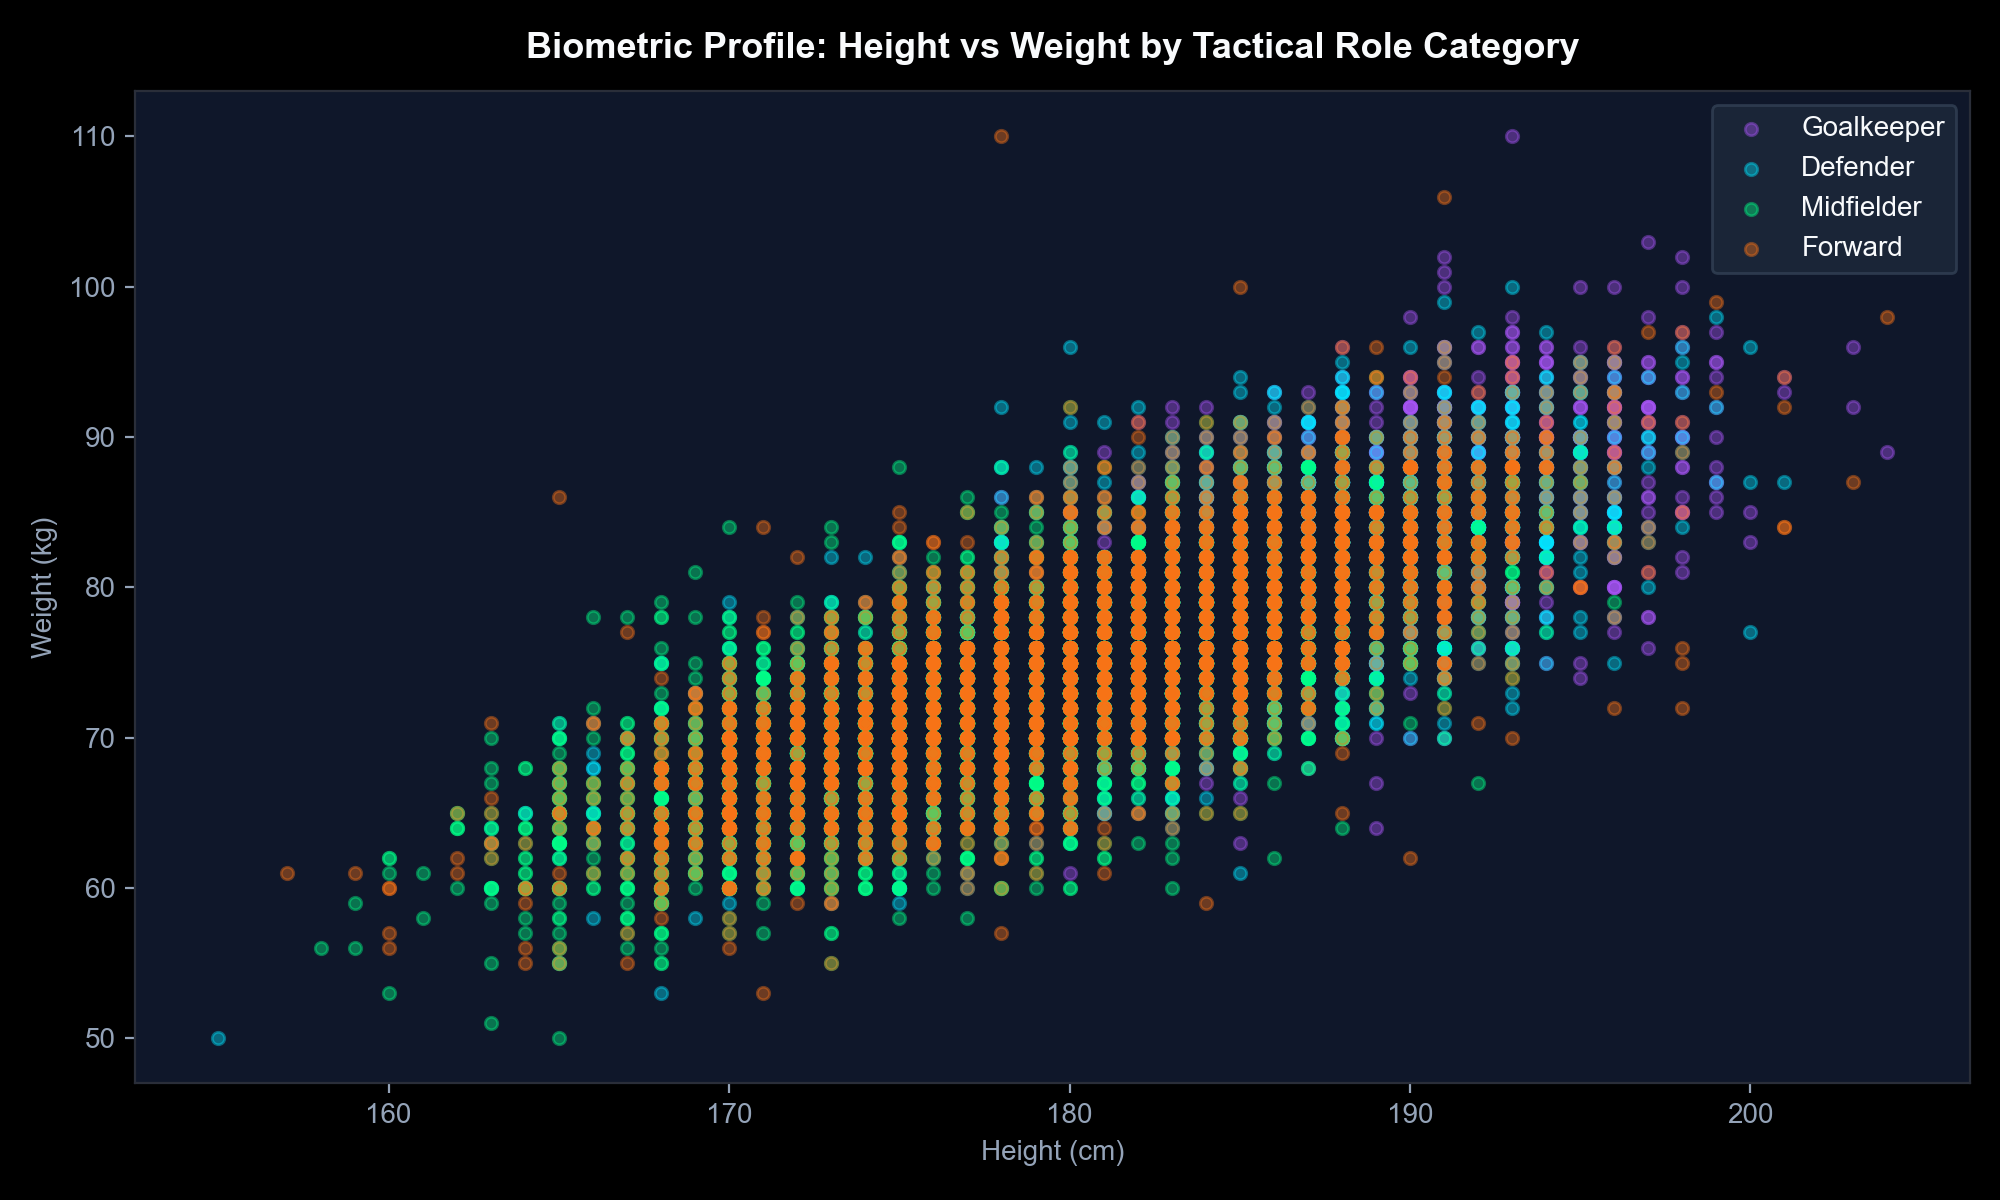 Biometric Profile: Height vs Weight by Tactical Role Category
Goalkeeper
Defender
Midfielder
Forward
110
100
90
80
70
60
50
Weight (kg)
160
170
180
190
200
Height (cm)